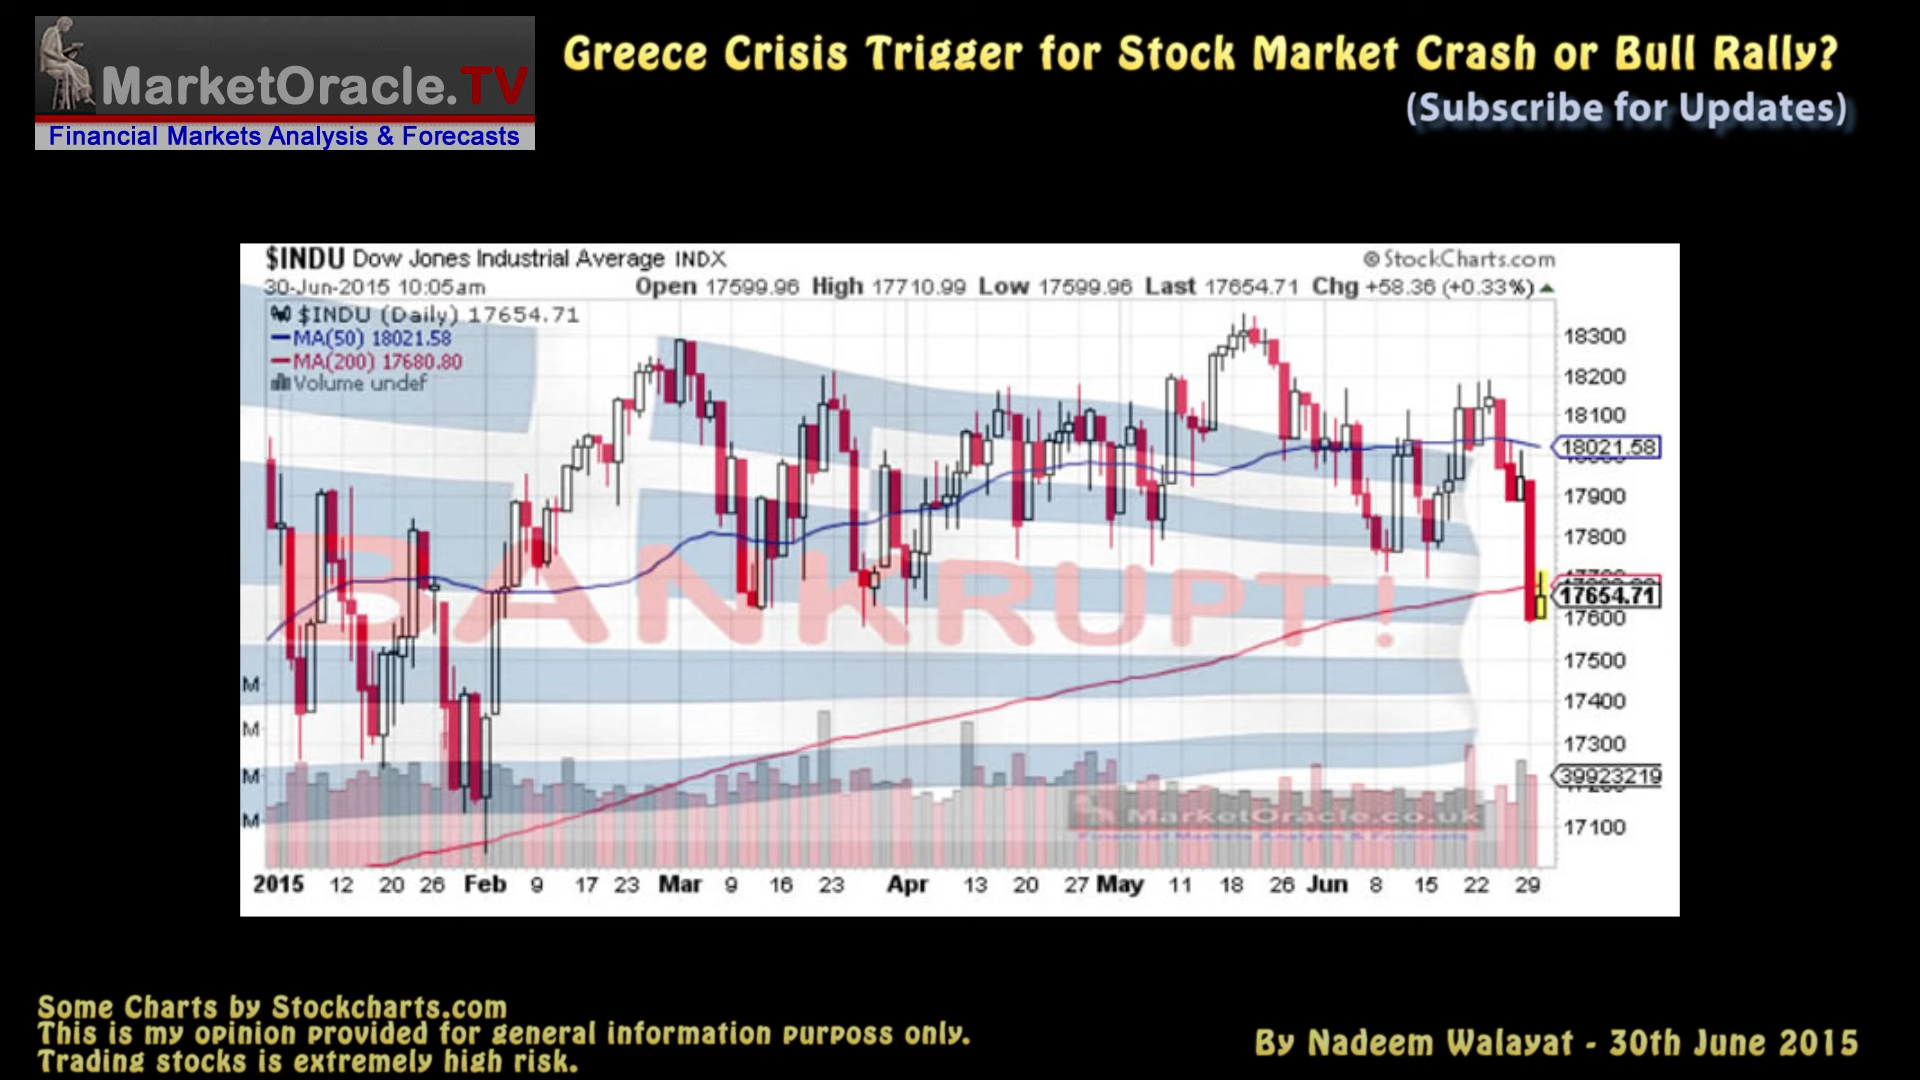 MarketOracle.TV
Financial Markets Analysis & Forecasts
Greece Crisis Trigger for Stock Market Crash or Bull Rally?
(Subscribe for Updates)
$INDU Dow Jones Industrial Average INDX
© StockCharts.com
30-Jun-2015 10:05am
Open 17599.96 High 17710.99 Low 17599.96 Last 17654.71 Chg +58.36 (+0.33%)
$INDU (Daily) 17654.71
MA(50) 18021.58
MA(200) 17680.80
Volume undef
18300
18200
18100
18021.58
17900
17800
17654.71
17600
17500
17400
17300
39923219
17100
BANKRUPT!
M
M
M
M
MarketOracle.co.uk
2015 12 20 26 Feb 9 17 23 Mar 9 16 23 Apr 13 20 27 May 11 18 26 Jun 8 15 22 29
Some Charts by Stockcharts.com
This is my opinion provided for general information purposs only.
Trading stocks is extremely high risk.
By Nadeem Walayat - 30th June 2015